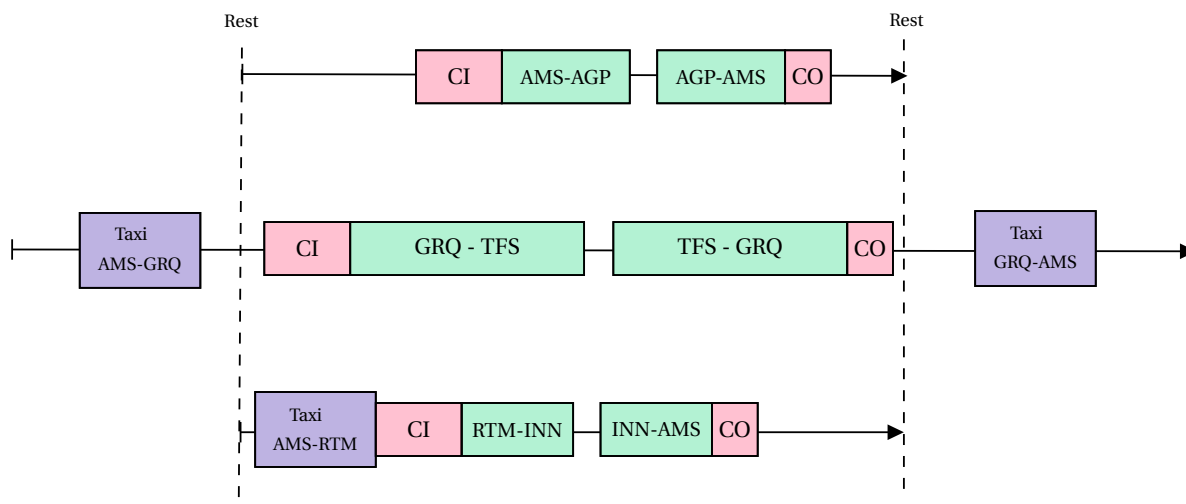 Rest
Rest
CI
AMS-AGP
AGP-AMS
CO
Taxi
AMS-GRQ
CI
GRQ - TFS
TFS - GRQ
CO
Taxi
GRQ-AMS
Taxi
AMS-RTM
CI
RTM-INN
INN-AMS
CO